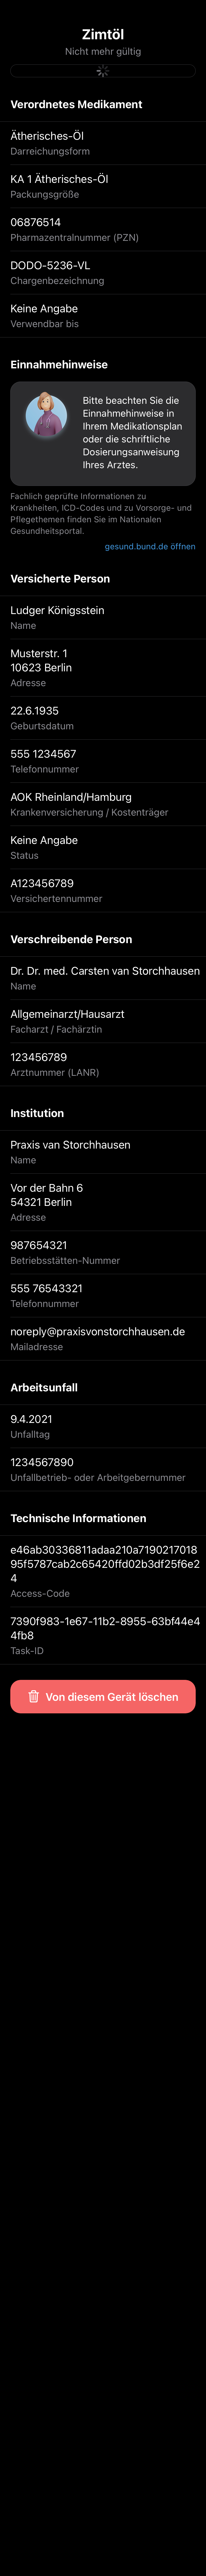 Zimtöl
Nicht mehr gültig
Verordnetes Medikament
Ätherisches-Öl
Darreichungsform
KA 1 Ätherisches-Öl
Packungsgröße
06876514
Pharmazentralnummer (PZN)
DODO-5236-VL
Chargenbezeichnung
Keine Angabe
Verwendbar bis
Einnahmehinweise
Bitte beachten Sie die
Einnahmehinweise in
Ihrem Medikationsplan
oder die schriftliche
Dosierungsanweisung
Ihres Arztes.
Fachlich geprüfte Informationen zu
Krankheiten, ICD-Codes und zu Vorsorge- und
Pflegethemen finden Sie im Nationalen
Gesundheitsportal.
gesund.bund.de öffnen
Versicherte Person
Ludger Königsstein
Name
Musterstr. 1
10623 Berlin
Adresse
22.6.1935
Geburtsdatum
555 1234567
Telefonnummer
AOK Rheinland/Hamburg
Krankenversicherung / Kostenträger
Keine Angabe
Status
A123456789
Versichertennummer
Verschreibende Person
Dr. Dr. med. Carsten van Storchhausen
Name
Allgemeinarzt/Hausarzt
Facharzt / Fachärztin
123456789
Arztnummer (LANR)
Institution
Praxis van Storchhausen
Name
Vor der Bahn 6
54321 Berlin
Adresse
987654321
Betriebsstätten-Nummer
555 76543321
Telefonnummer
noreply@praxisvonstorchhausen.de
Mailadresse
Arbeitsunfall
9.4.2021
Unfalltag
1234567890
Unfallbetrieb- oder Arbeitgebernummer
Technische Informationen
e46ab30336811adaa210a7190217018
95f5787cab2c65420ffd02b3df25f6e2
4
Access-Code
7390f983-1e67-11b2-8955-63bf44e4
4fb8
Task-ID
Von diesem Gerät löschen